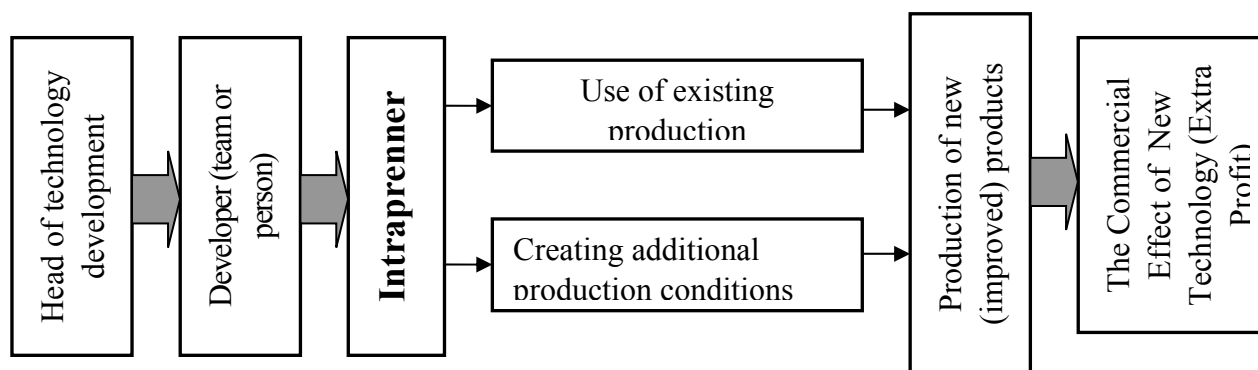 Head of technology
development
Developer (team or
person)
Intraprenner
Use of existing
production
Creating additional
production conditions
Production of new
(improved) products
The Commercial
Effect of New
Technology (Extra
Profit)